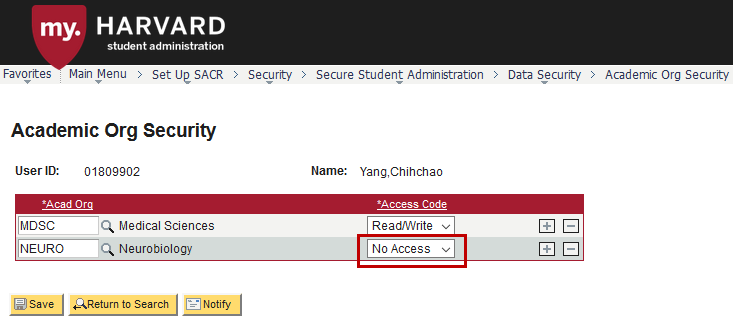 my. HARVARD
student administration
Favorites Main Menu > Set Up SACR > Security > Secure Student Administration > Data Security > Academic Org Security
Academic Org Security
User ID: 01809902 Name: Yang,Chihchao
*Acad Org *Access Code
MDSC Medical Sciences Read/Write
NEURO Neurobiology No Access
Save Return to Search Notify